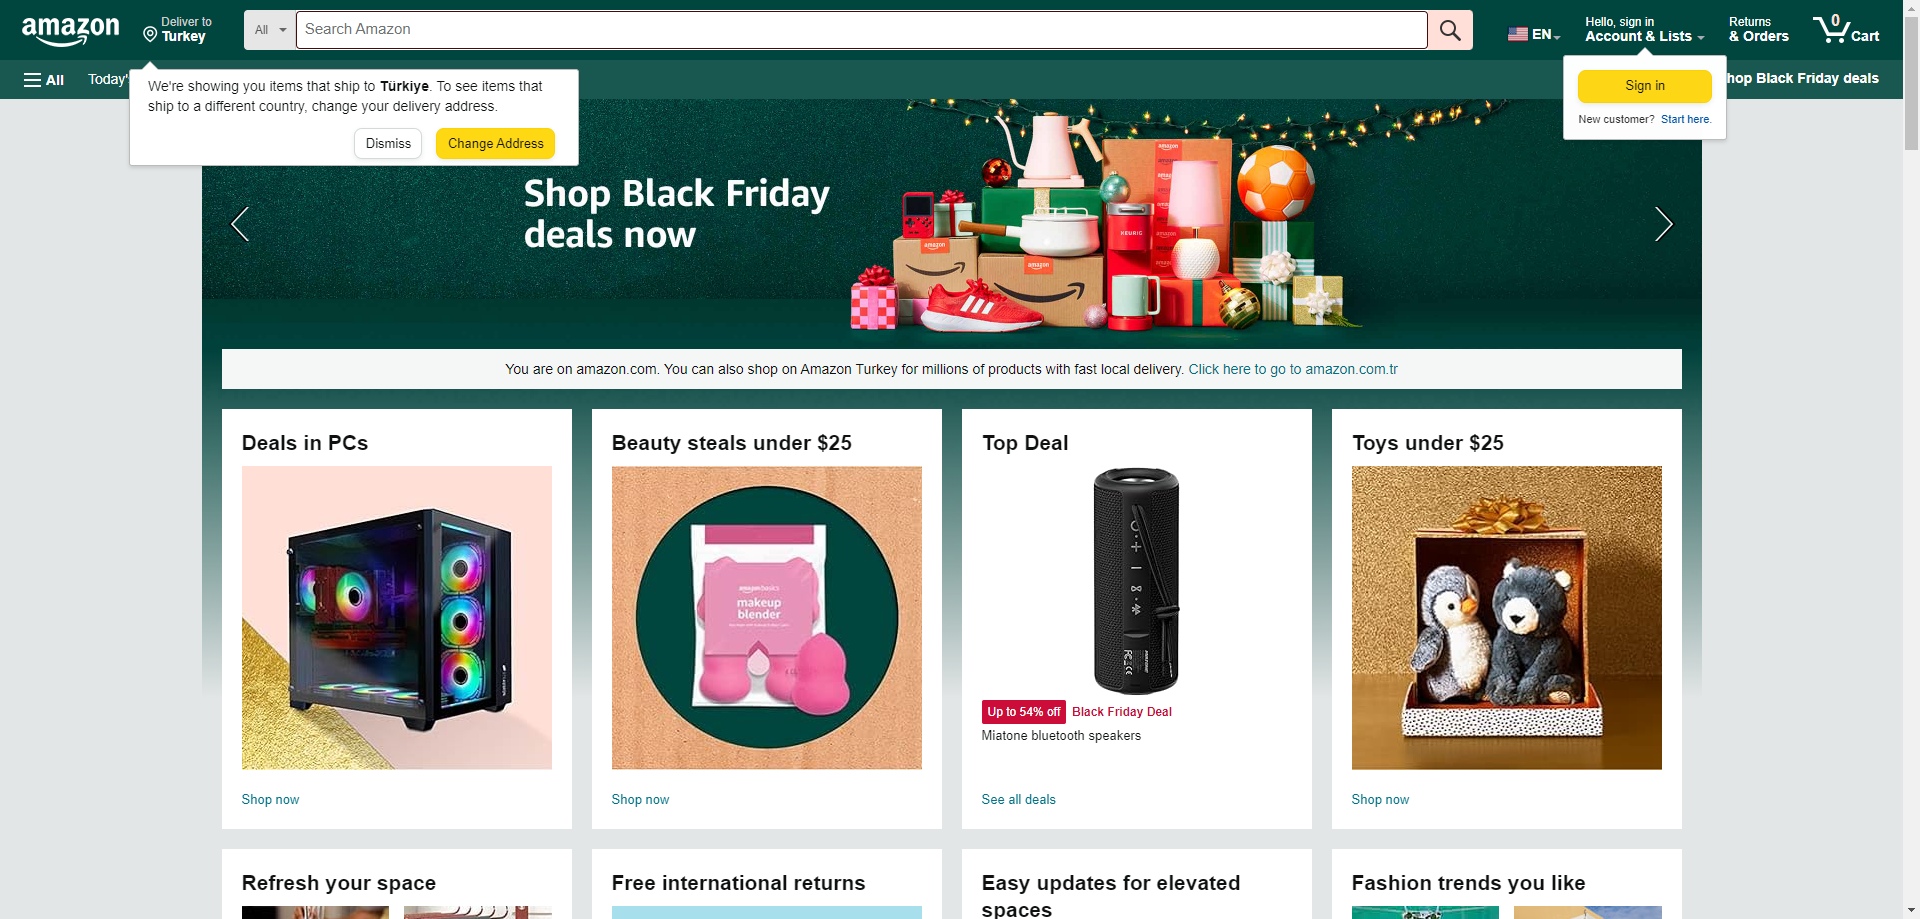 amazon
Deliver to
Turkey
All
Search Amazon
EN
Hello, sign in
Account & Lists
Returns
& Orders
0
Cart
All
Today'
hop Black Friday deals
We're showing you items that ship to Türkiye. To see items that
ship to a different country, change your delivery address.
Dismiss
Change Address
Sign in
New customer? Start here.
Shop Black Friday
deals now
amazon
amazon
amazon
KEURIG
You are on amazon.com. You can also shop on Amazon Turkey for millions of products with fast local delivery. Click here to go to amazon.com.tr
Deals in PCs
Shop now
Beauty steals under $25
amazon basics
makeup
blender
Shop now
Top Deal
Up to 54% off
Black Friday Deal
Miatone bluetooth speakers
See all deals
Toys under $25
Shop now
Refresh your space
Free international returns
Easy updates for elevated
spaces
Fashion trends you like